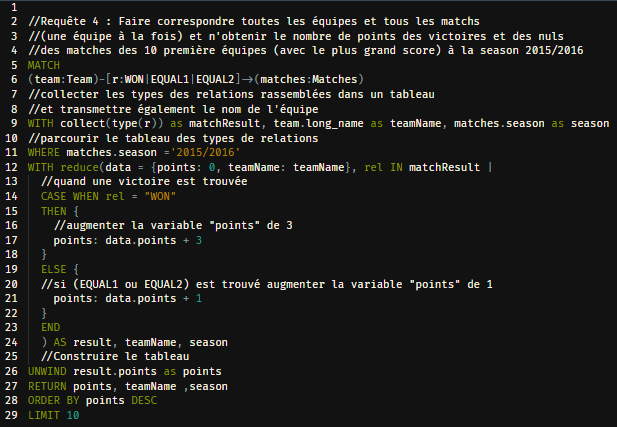 1
2 //Requête 4 : Faire correspondre toutes les équipes et tous les matchs
3 //(une équipe à la fois) et n'obtenir le nombre de points des victoires et des nuls
4 //des matches des 10 première équipes (avec le plus grand score) à la season 2015/2016
5 MATCH
6 (team:Team)-[r:WON|EQUAL1|EQUAL2]->(matches:Matches)
7 //collecter les types des relations rassemblées dans un tableau
8 //et transmettre également le nom de l'équipe
9 WITH collect(type(r)) as matchResult, team.long_name as teamName, matches.season as season
10 //parcourir le tableau des types de relations
11 WHERE matches.season ='2015/2016'
12 WITH reduce(data = {points: 0, teamName: teamName}, rel IN matchResult |
13 //quand une victoire est trouvée
14 CASE WHEN rel = "WON"
15 THEN {
16 //augmenter la variable "points" de 3
17 points: data.points + 3
18 }
19 ELSE {
20 //si (EQUAL1 ou EQUAL2) est trouvé augmenter la variable "points" de 1
21 points: data.points + 1
22 }
23 END
24 ) AS result, teamName, season
25 //Construire le tableau
26 UNWIND result.points as points
27 RETURN points, teamName ,season
28 ORDER BY points DESC
29 LIMIT 10